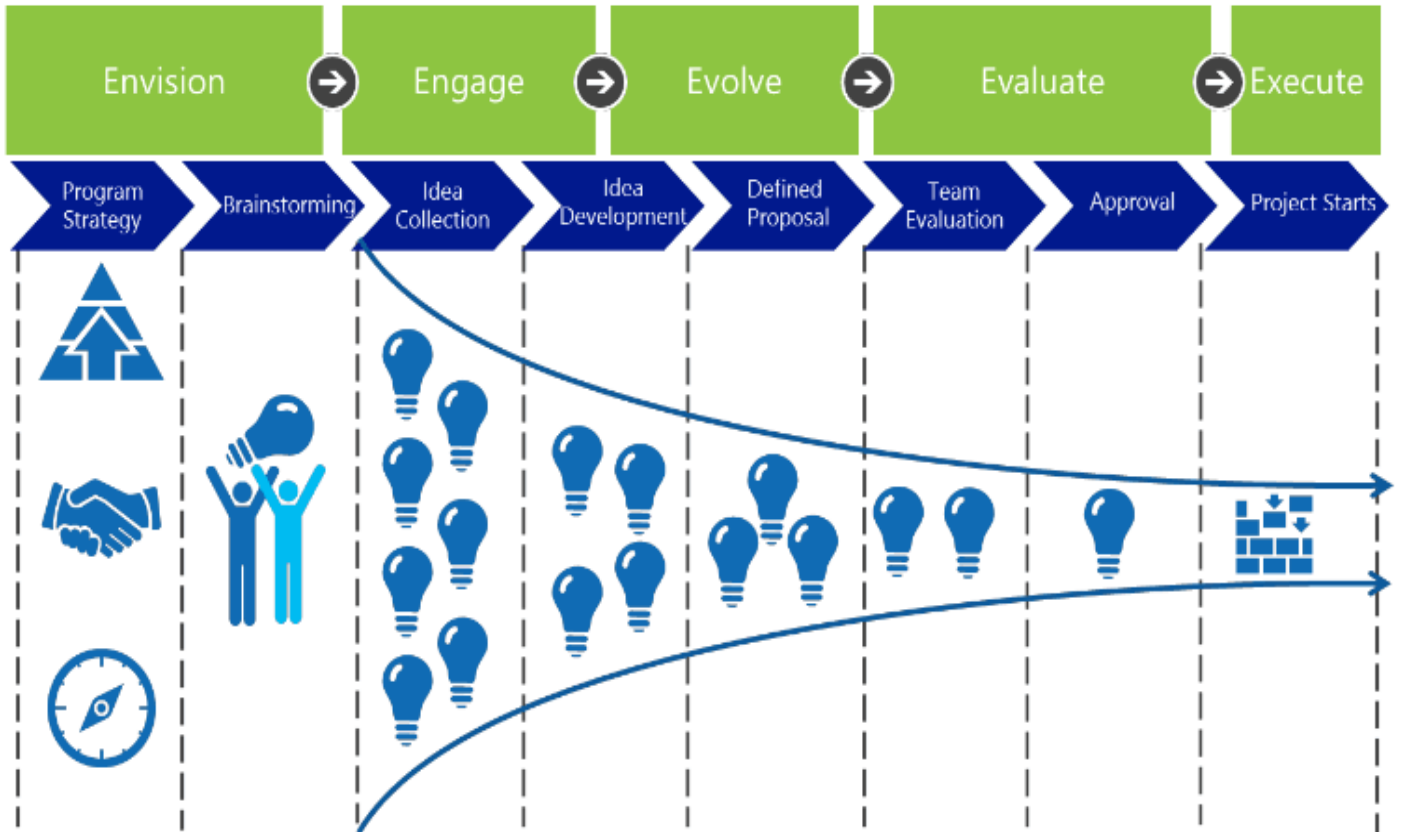 Envision
Engage
Evolve
Evaluate
Execute
Program
Strategy
Brainstorming
Idea
Collection
Idea
Development
Defined
Proposal
Team
Evaluation
Approval
Project Starts